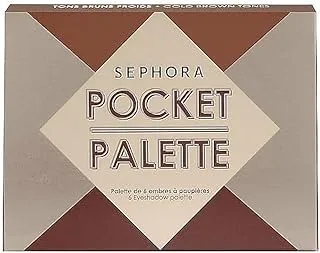 TONS BRUNS FROIDS • COLD BROWN TONES
SEPHORA
POCKET
PALETTE
Palette de 6 ombres à paupières
6 Eyeshadow palette